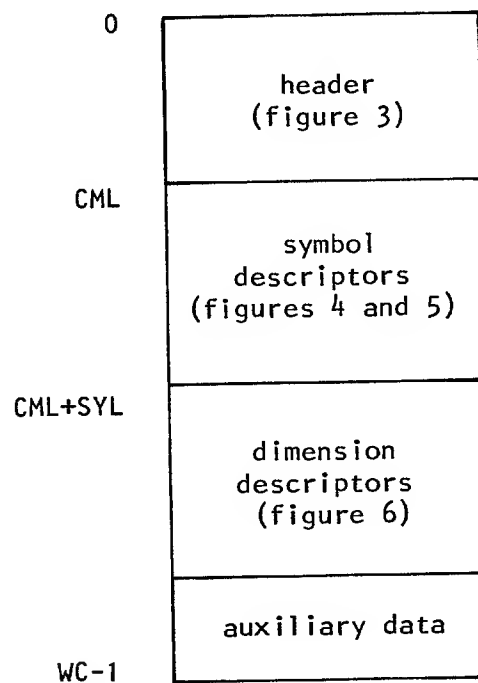 0
header
(figure 3)
CML
symbol
descriptors
(figures 4 and 5)
CML+SYL
dimension
descriptors
(figure 6)
auxiliary data
WC-1